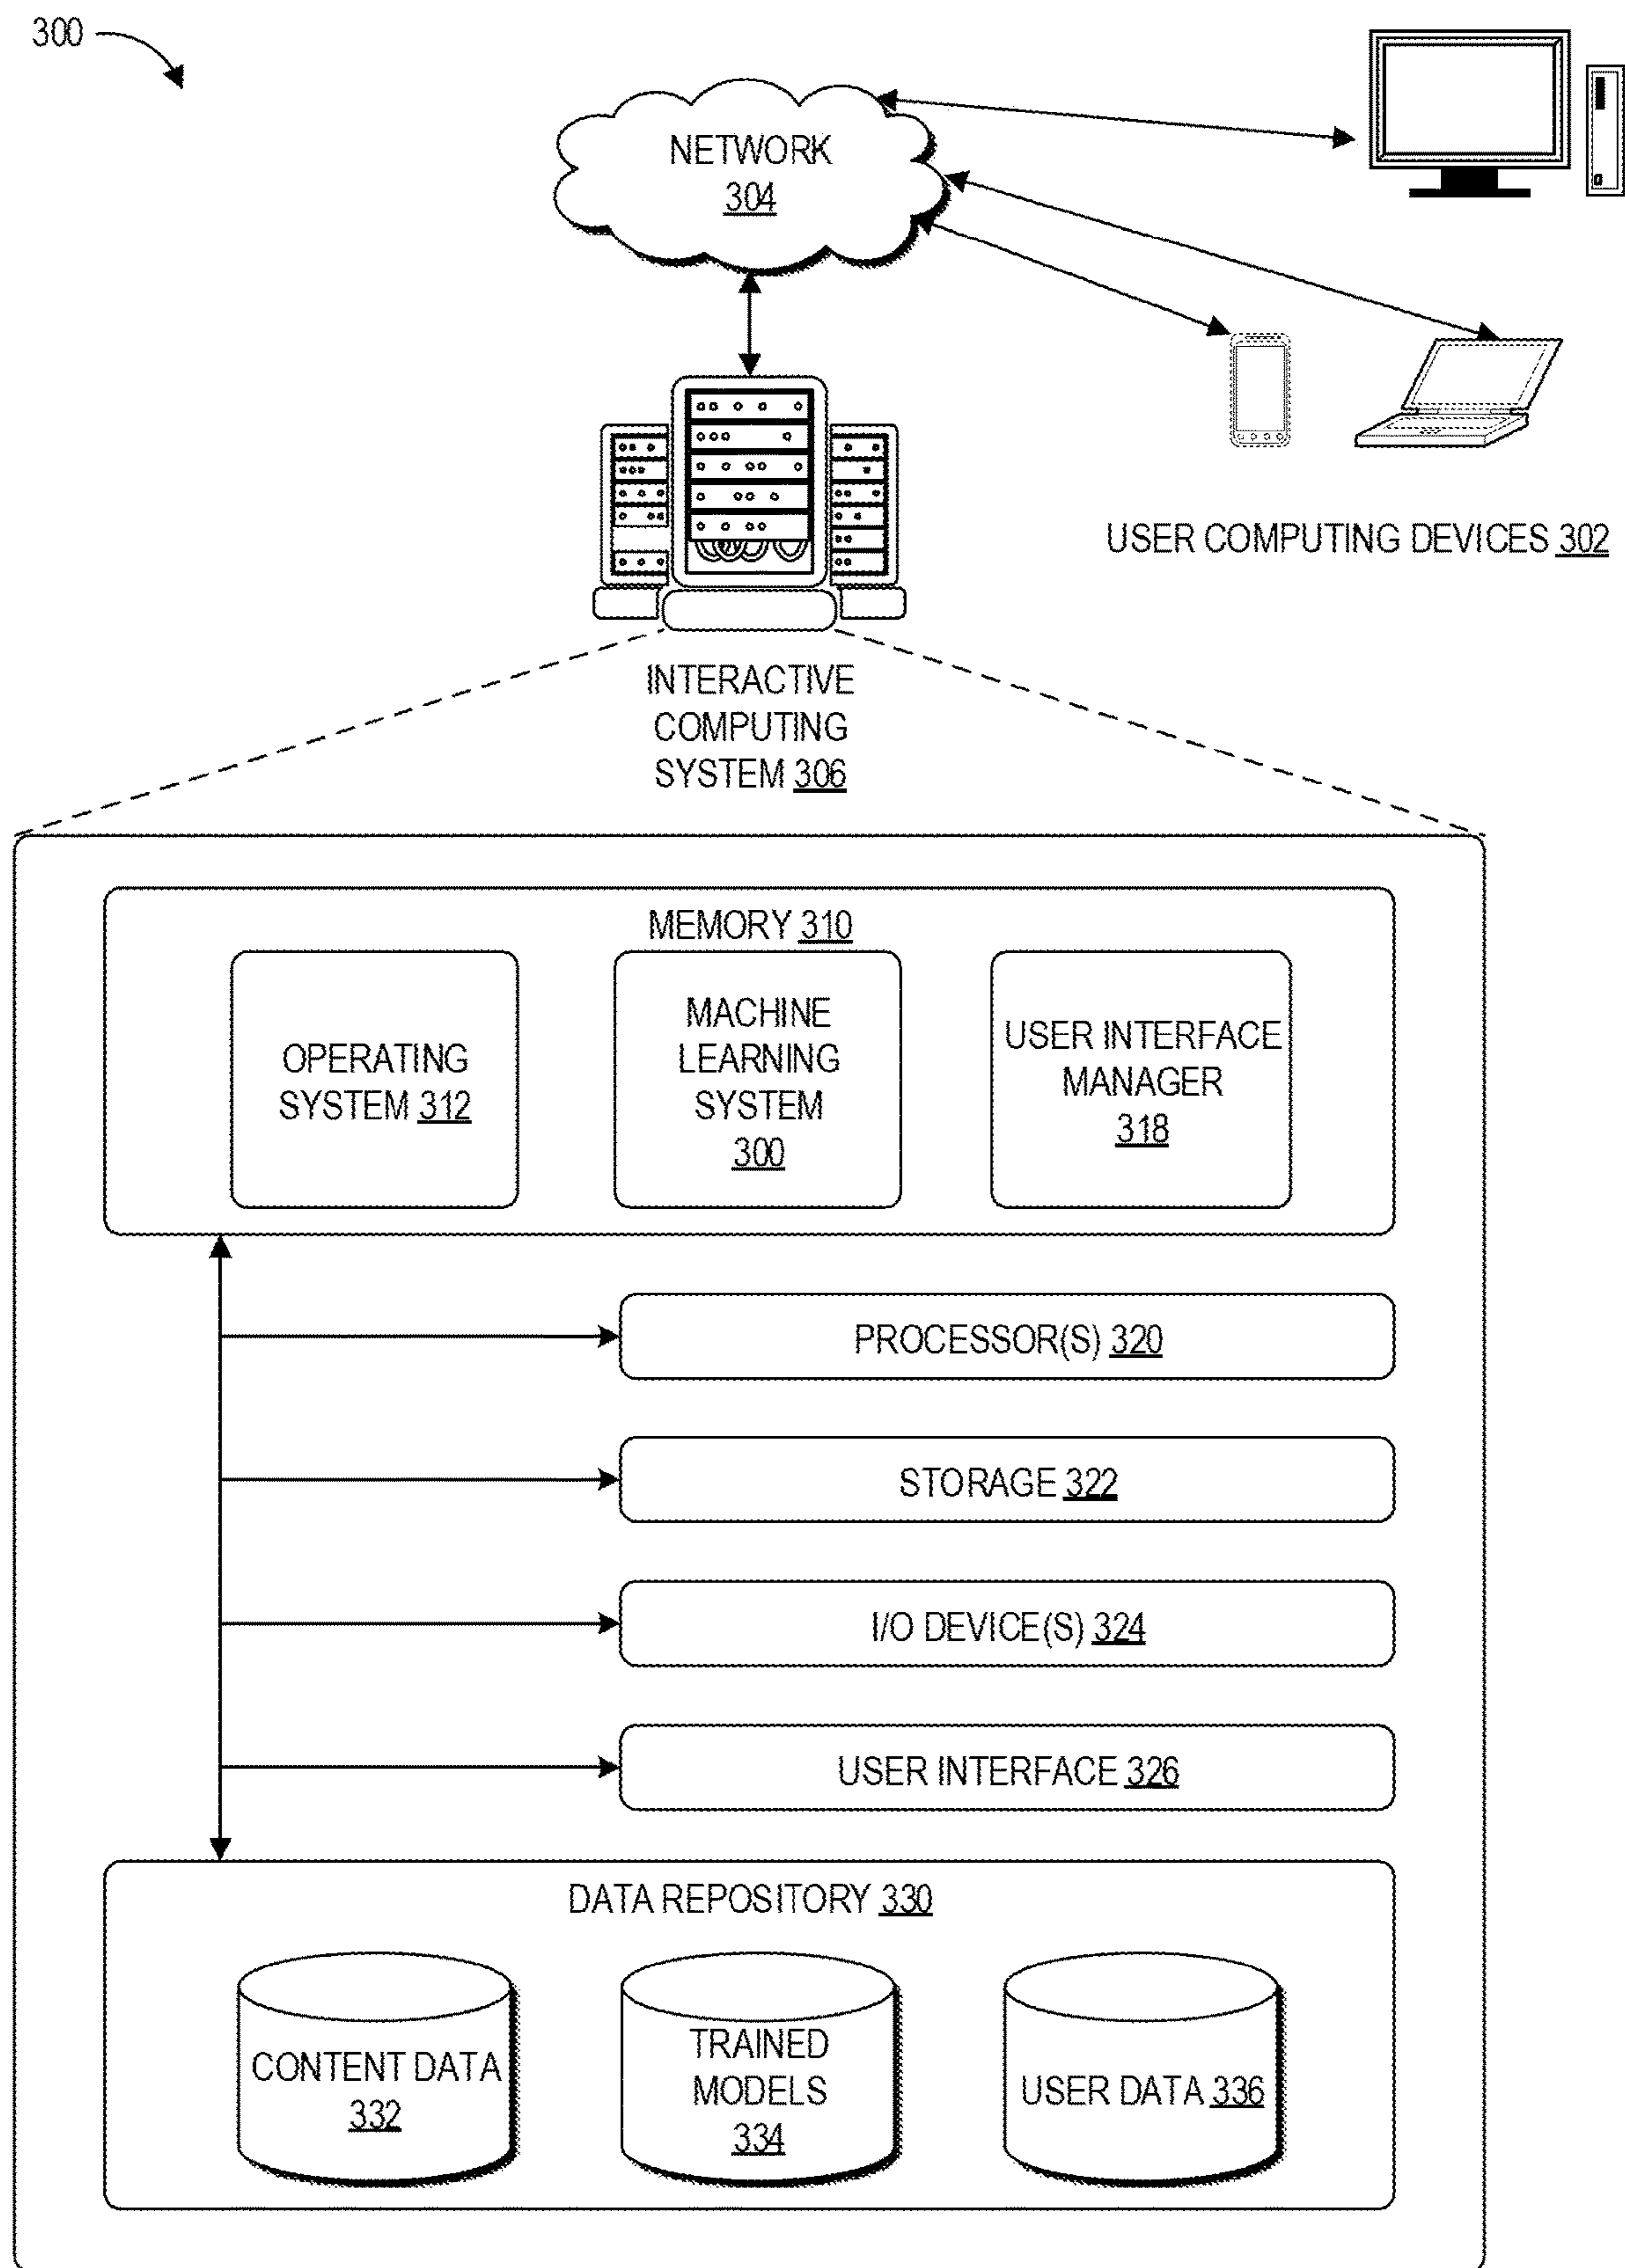 300
NETWORK
304
USER COMPUTING DEVICES 302
INTERACTIVE
COMPUTING
SYSTEM 306
MEMORY 310
OPERATING
SYSTEM 312
MACHINE
LEARNING
SYSTEM
300
USER INTERFACE
MANAGER
318
PROCESSOR(S) 320
STORAGE 322
I/O DEVICE(S) 324
USER INTERFACE 326
DATA REPOSITORY 330
CONTENT DATA
332
TRAINED
MODELS
334
USER DATA 336